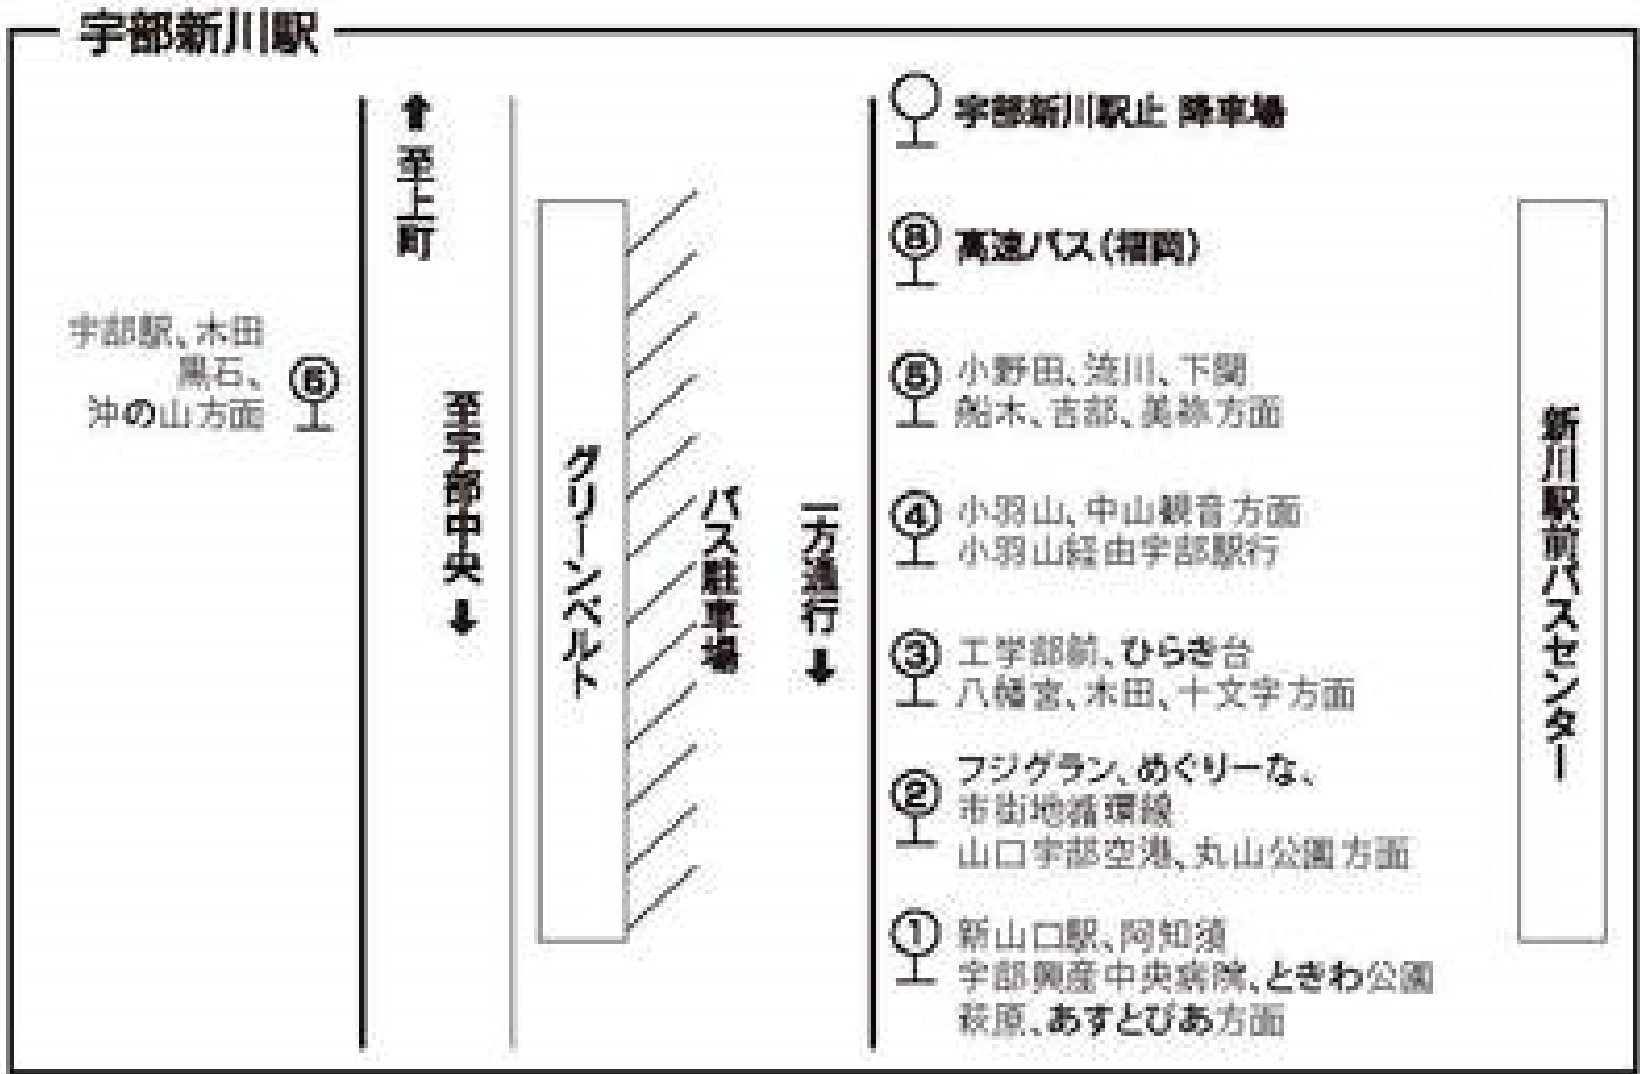 宇部新川駅
宇部新川駅止 降車場
至上町
⑧ 高速バス(福岡)
宇部駅、木田
黒石、
沖の山方面
⑥
⑤ 小野田、流川、下関
船木、吉部、美祢方面
至宇部中央
グリーンベルト
バス駐車場
一方通行
④ 小羽山、中山観音方面
小羽山経由宇部駅行
③ 工学部前、ひらき台
八幡宮、木田、十文字方面
② フジグラン、めぐりーな、
市街地循環線
山口宇部空港、丸山公園方面
① 新山口駅、阿知須
宇部興産中央病院、ときわ公園
萩原、あすとぴあ方面
新川駅前バスセンター